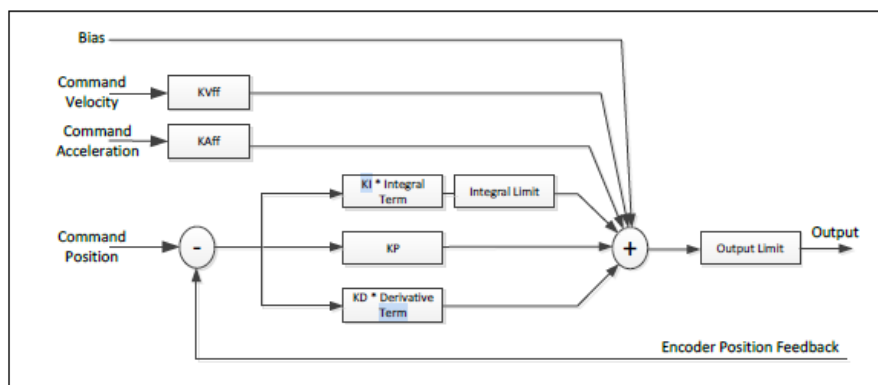 Bias
Command
Velocity
KVff
Command
Acceleration
KAff
KI * Integral
Term
Integral Limit
Command
Position
-
KP
+
Output Limit
Output
KD * Derivative
Term
Encoder Position Feedback